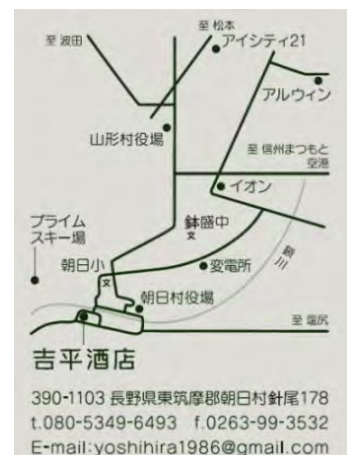 至 松本
至 波田
アイシティ21
アルウィン
山形村役場
至 信州まつもと
空港
イオン
鉢盛中
文
プライム
スキー場
鎖川
変電所
朝日小
文
朝日村役場
至 塩尻
吉平酒店
390-1103 長野県東筑摩郡朝日村針尾178
t.080-5349-6493 f.0263-99-3532
E-mail:yoshihira1986@gmail.com